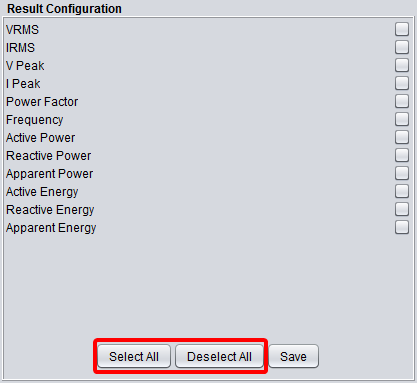 Result Configuration
VRMS
IRMS
V Peak
I Peak
Power Factor
Frequency
Active Power
Reactive Power
Apparent Power
Active Energy
Reactive Energy
Apparent Energy
Select All Deselect All Save